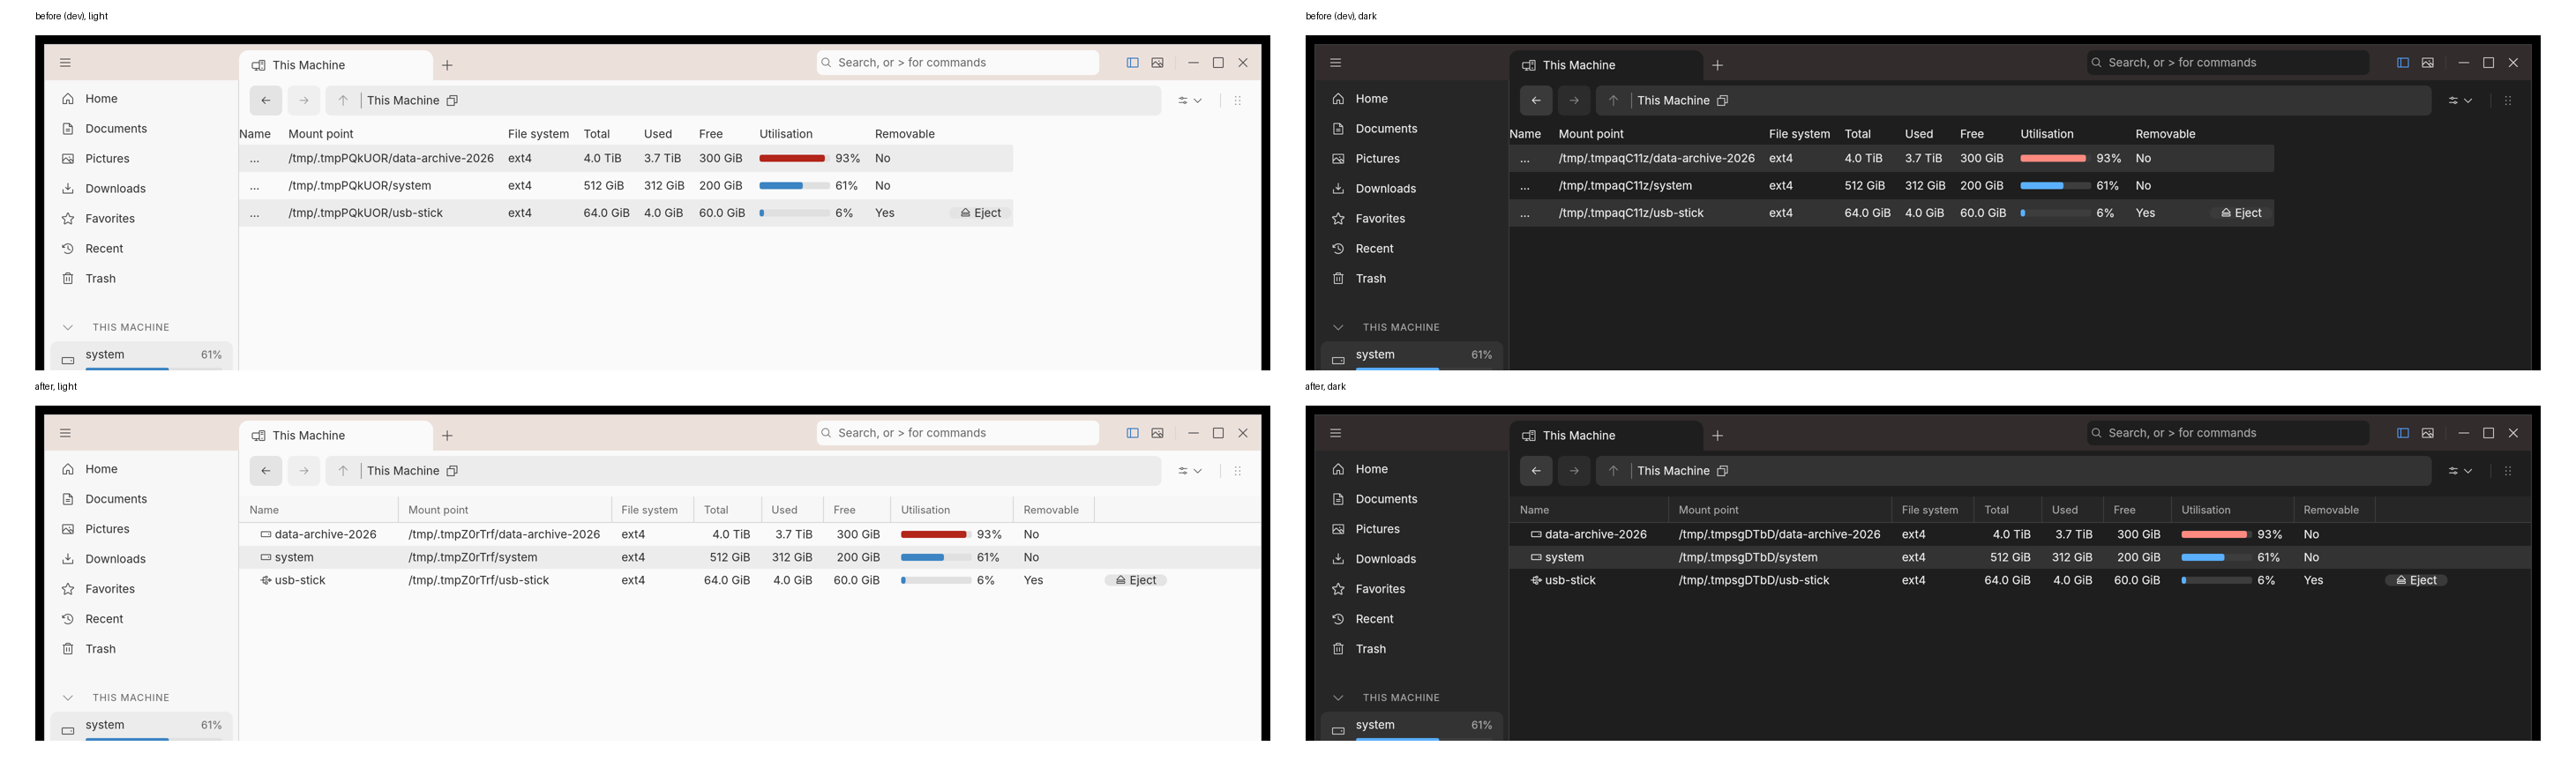 before (dev), light
This Machine
Search, or > for commands
Home
This Machine
Documents
Name Mount point File system Total Used Free Utilisation Removable
Pictures
... /tmp/.tmpPQkUOR/data-archive-2026 ext4 4.0 TiB 3.7 TiB 300 GiB 93% No
Downloads
... /tmp/.tmpPQkUOR/system ext4 512 GiB 312 GiB 200 GiB 61% No
Favorites
... /tmp/.tmpPQkUOR/usb-stick ext4 64.0 GiB 4.0 GiB 60.0 GiB 6% Yes Eject
Recent
Trash
THIS MACHINE
system 61%
before (dev), dark
This Machine
Search, or > for commands
Home
This Machine
Documents
Name Mount point File system Total Used Free Utilisation Removable
Pictures
... /tmp/.tmpaqC11z/data-archive-2026 ext4 4.0 TiB 3.7 TiB 300 GiB 93% No
Downloads
... /tmp/.tmpaqC11z/system ext4 512 GiB 312 GiB 200 GiB 61% No
Favorites
... /tmp/.tmpaqC11z/usb-stick ext4 64.0 GiB 4.0 GiB 60.0 GiB 6% Yes Eject
Recent
Trash
THIS MACHINE
system 61%
after, light
This Machine
Search, or > for commands
Home
This Machine
Documents
Name Mount point File system Total Used Free Utilisation Removable
Pictures
data-archive-2026 /tmp/.tmpZ0rTrf/data-archive-2026 ext4 4.0 TiB 3.7 TiB 300 GiB 93% No
Downloads
system /tmp/.tmpZ0rTrf/system ext4 512 GiB 312 GiB 200 GiB 61% No
Favorites
usb-stick /tmp/.tmpZ0rTrf/usb-stick ext4 64.0 GiB 4.0 GiB 60.0 GiB 6% Yes Eject
Recent
Trash
THIS MACHINE
system 61%
after, dark
This Machine
Search, or > for commands
Home
This Machine
Documents
Name Mount point File system Total Used Free Utilisation Removable
Pictures
data-archive-2026 /tmp/.tmpsgDTbD/data-archive-2026 ext4 4.0 TiB 3.7 TiB 300 GiB 93% No
Downloads
system /tmp/.tmpsgDTbD/system ext4 512 GiB 312 GiB 200 GiB 61% No
Favorites
usb-stick /tmp/.tmpsgDTbD/usb-stick ext4 64.0 GiB 4.0 GiB 60.0 GiB 6% Yes Eject
Recent
Trash
THIS MACHINE
system 61%